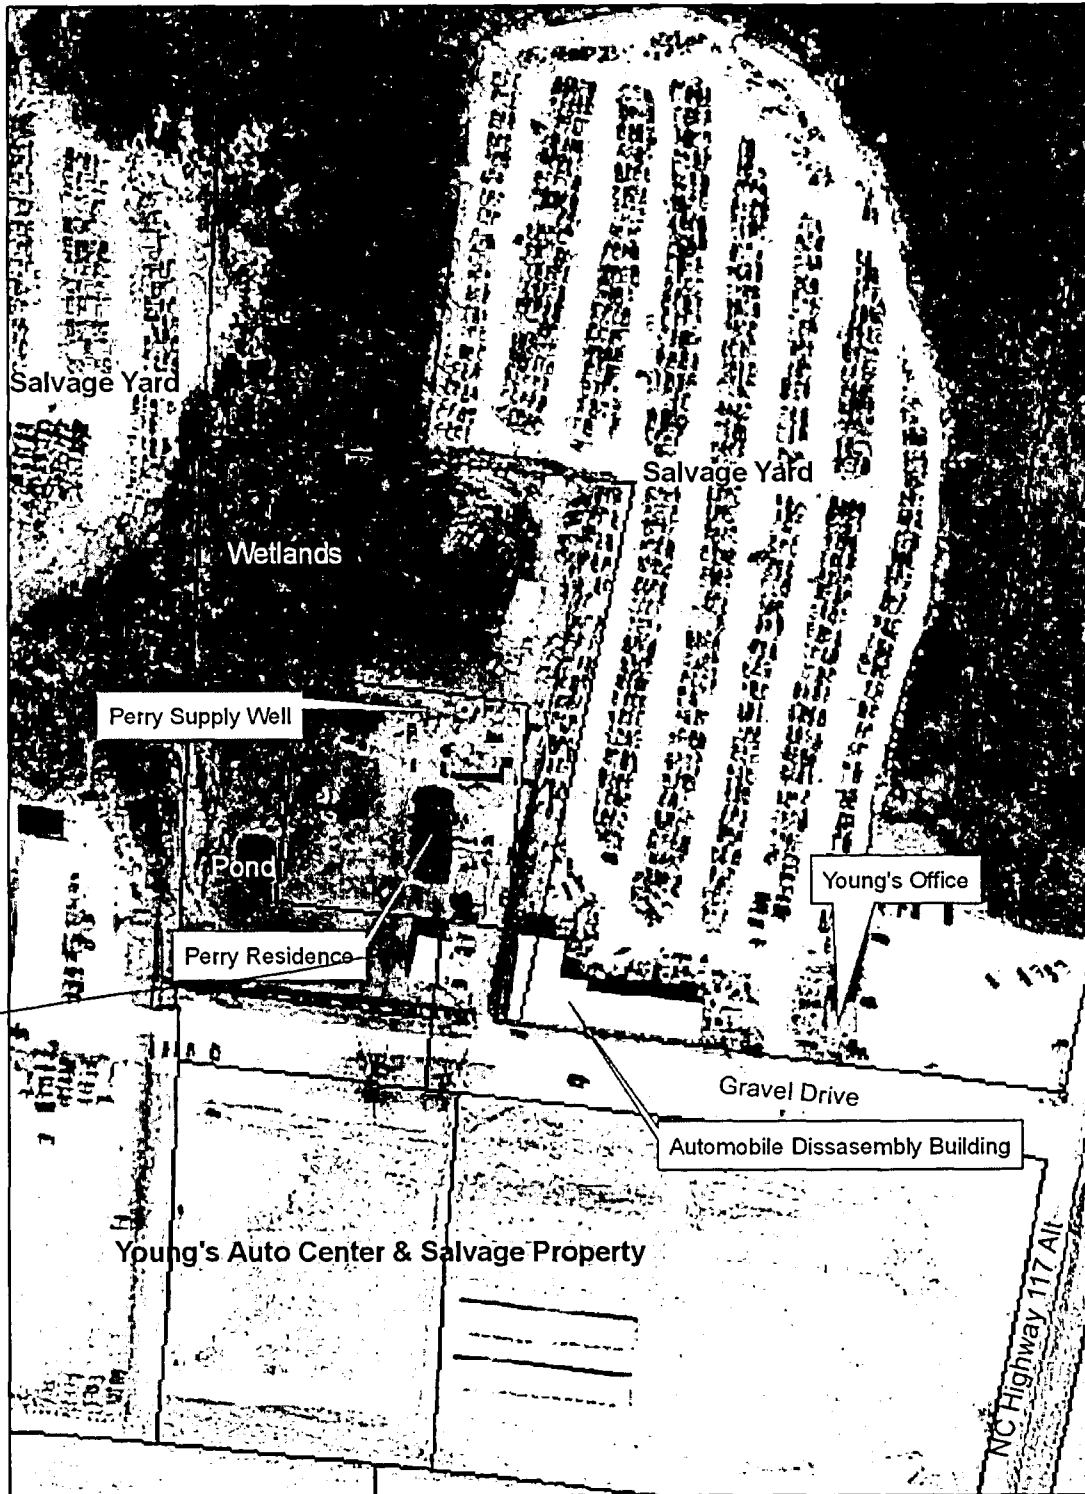 Salvage Yard
Salvage Yard
Wetlands
Perry Supply Well
Pond
Young's Office
Perry Residence
Gravel Drive
Automobile Dissasembly Building
Young's Auto Center & Salvage Property
NC Highway 117 Alt